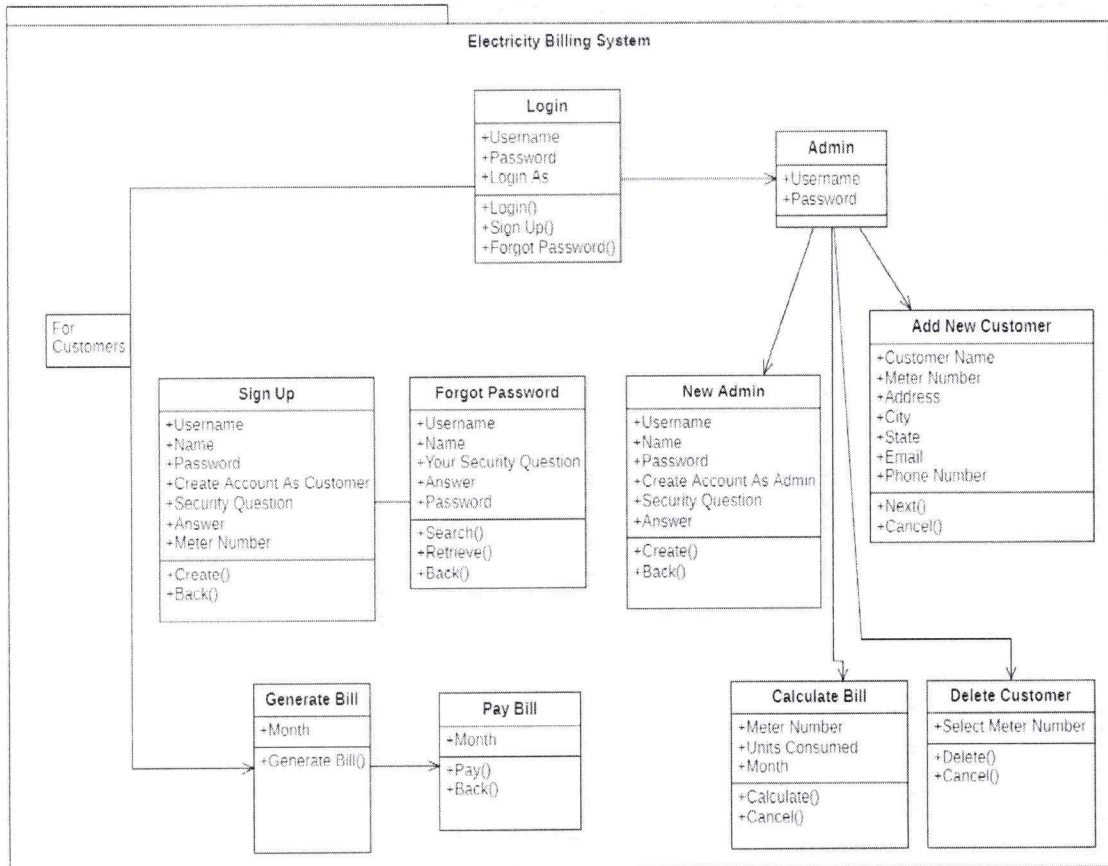 Electricity Billing System
Login
+Username
+Password
+Login As
+Login()
+Sign Up()
+Forgot Password()
Admin
+Username
+Password
For
Customers
Sign Up
+Username
+Name
+Password
+Create Account As Customer
+Security Question
+Answer
+Meter Number
+Create()
+Back()
Forgot Password
+Username
+Name
+Your Security Question
+Answer
+Password
+Search()
+Retrieve()
+Back()
New Admin
+Username
+Name
+Password
+Create Account As Admin
+Security Question
+Answer
+Create()
+Back()
Add New Customer
+Customer Name
+Meter Number
+Address
+City
+State
+Email
+Phone Number
+Next()
+Cancel()
Generate Bill
+Month
+Generate Bill()
Pay Bill
+Month
+Pay()
+Back()
Calculate Bill
+Meter Number
+Units Consumed
+Month
+Calculate()
+Cancel()
Delete Customer
+Select Meter Number
+Delete()
+Cancel()